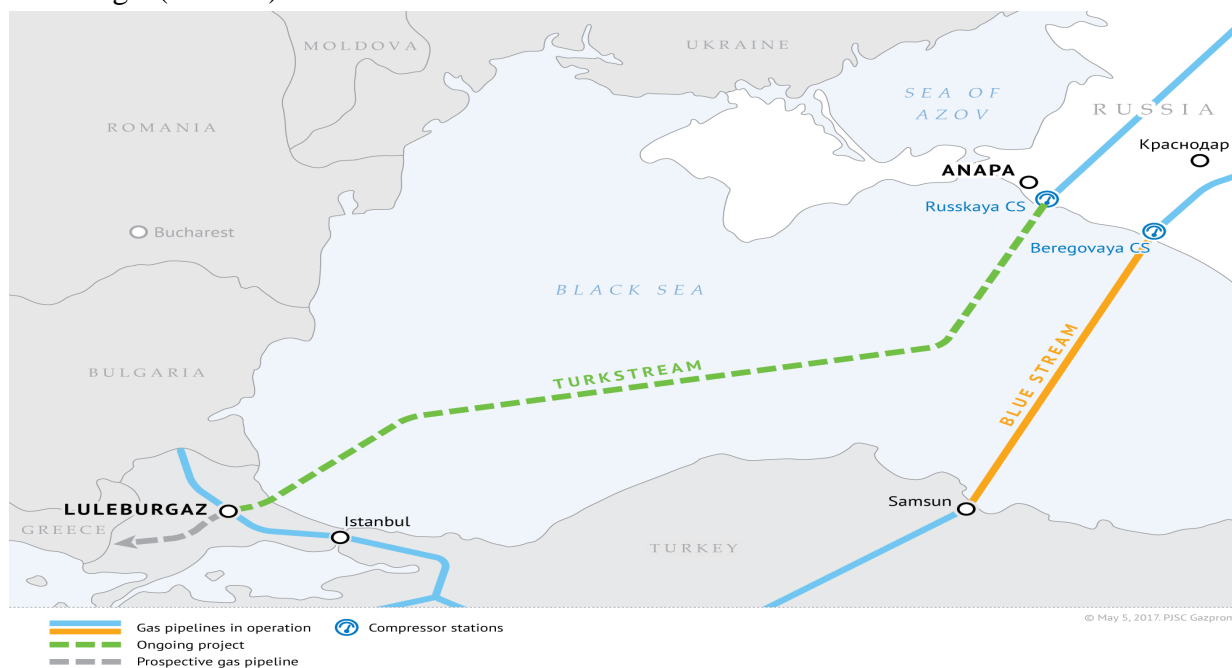 MOLDOVA
UKRAINE
SEA OF
AZOV
RUSSIA
ROMANIA
Краснодар
ANAPA
Russkaya CS
Bucharest
Beregovaya CS
BLACK SEA
BLUE STREAM
TURKSTREAM
BULGARIA
LULEBURGAZ
Samsun
Istanbul
GREECE
TURKEY
© May 5, 2017. PJSC Gazprom
Gas pipelines in operation
Compressor stations
Ongoing project
Prospective gas pipeline